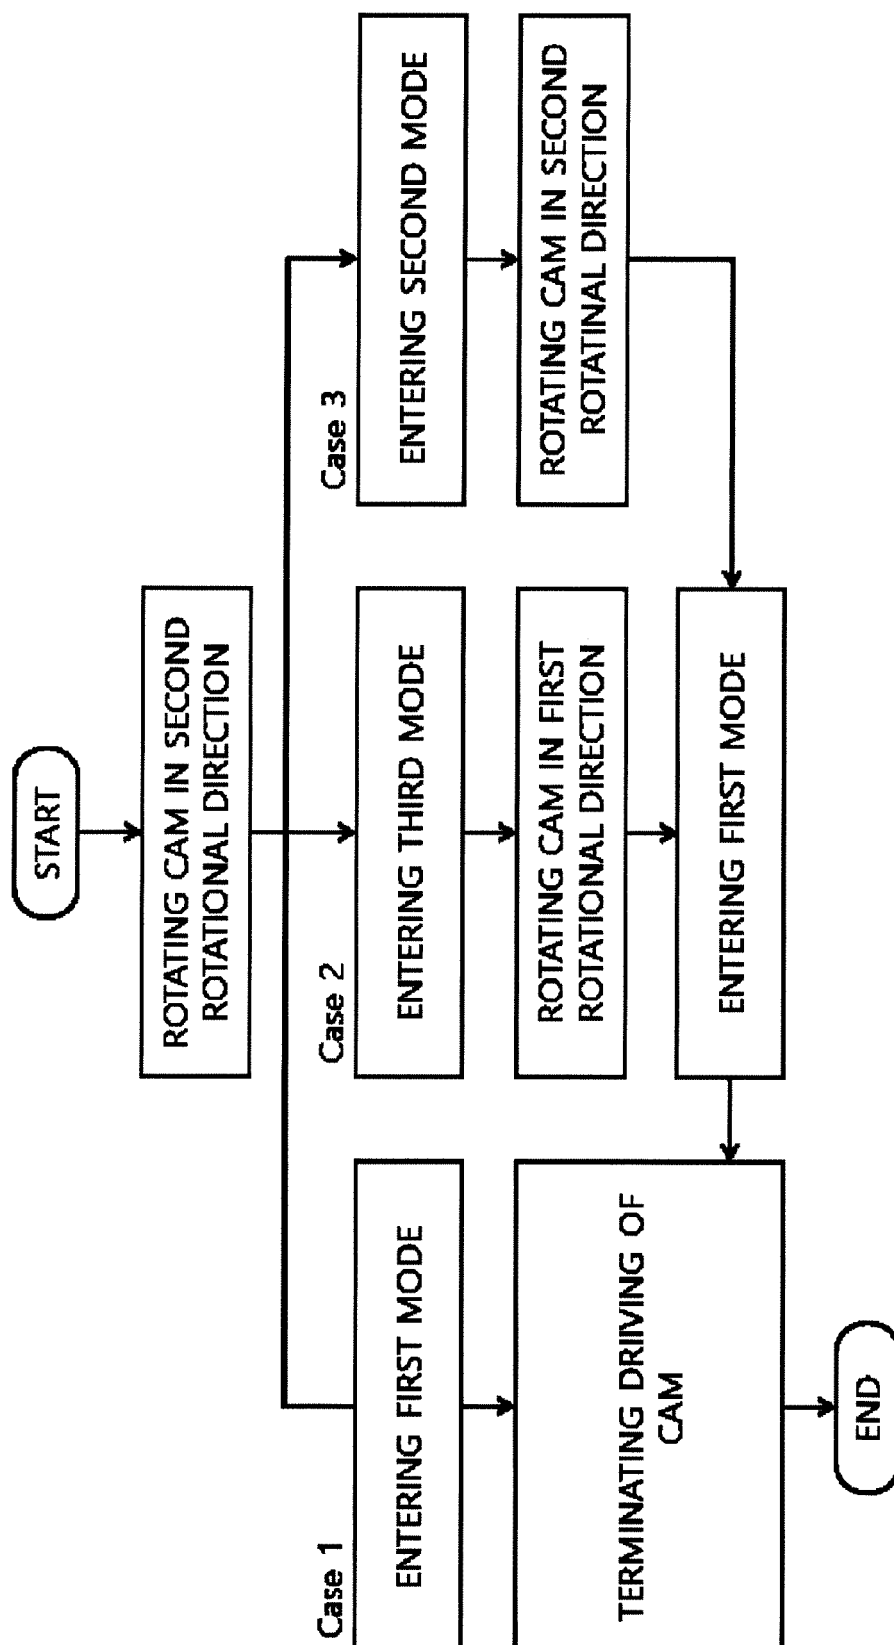 START
ROTATING CAM IN SECOND
ROTATIONAL DIRECTION
Case 1
ENTERING FIRST MODE
TERMINATING DRIIVING OF
CAM
END
Case 2
ENTERING THIRD MODE
ROTATING CAM IN FIRST
ROTATIONAL DIRECTION
ENTERING FIRST MODE
Case 3
ENTERING SECOND MODE
ROTATING CAM IN SECOND
ROTATINAL DIRECTION